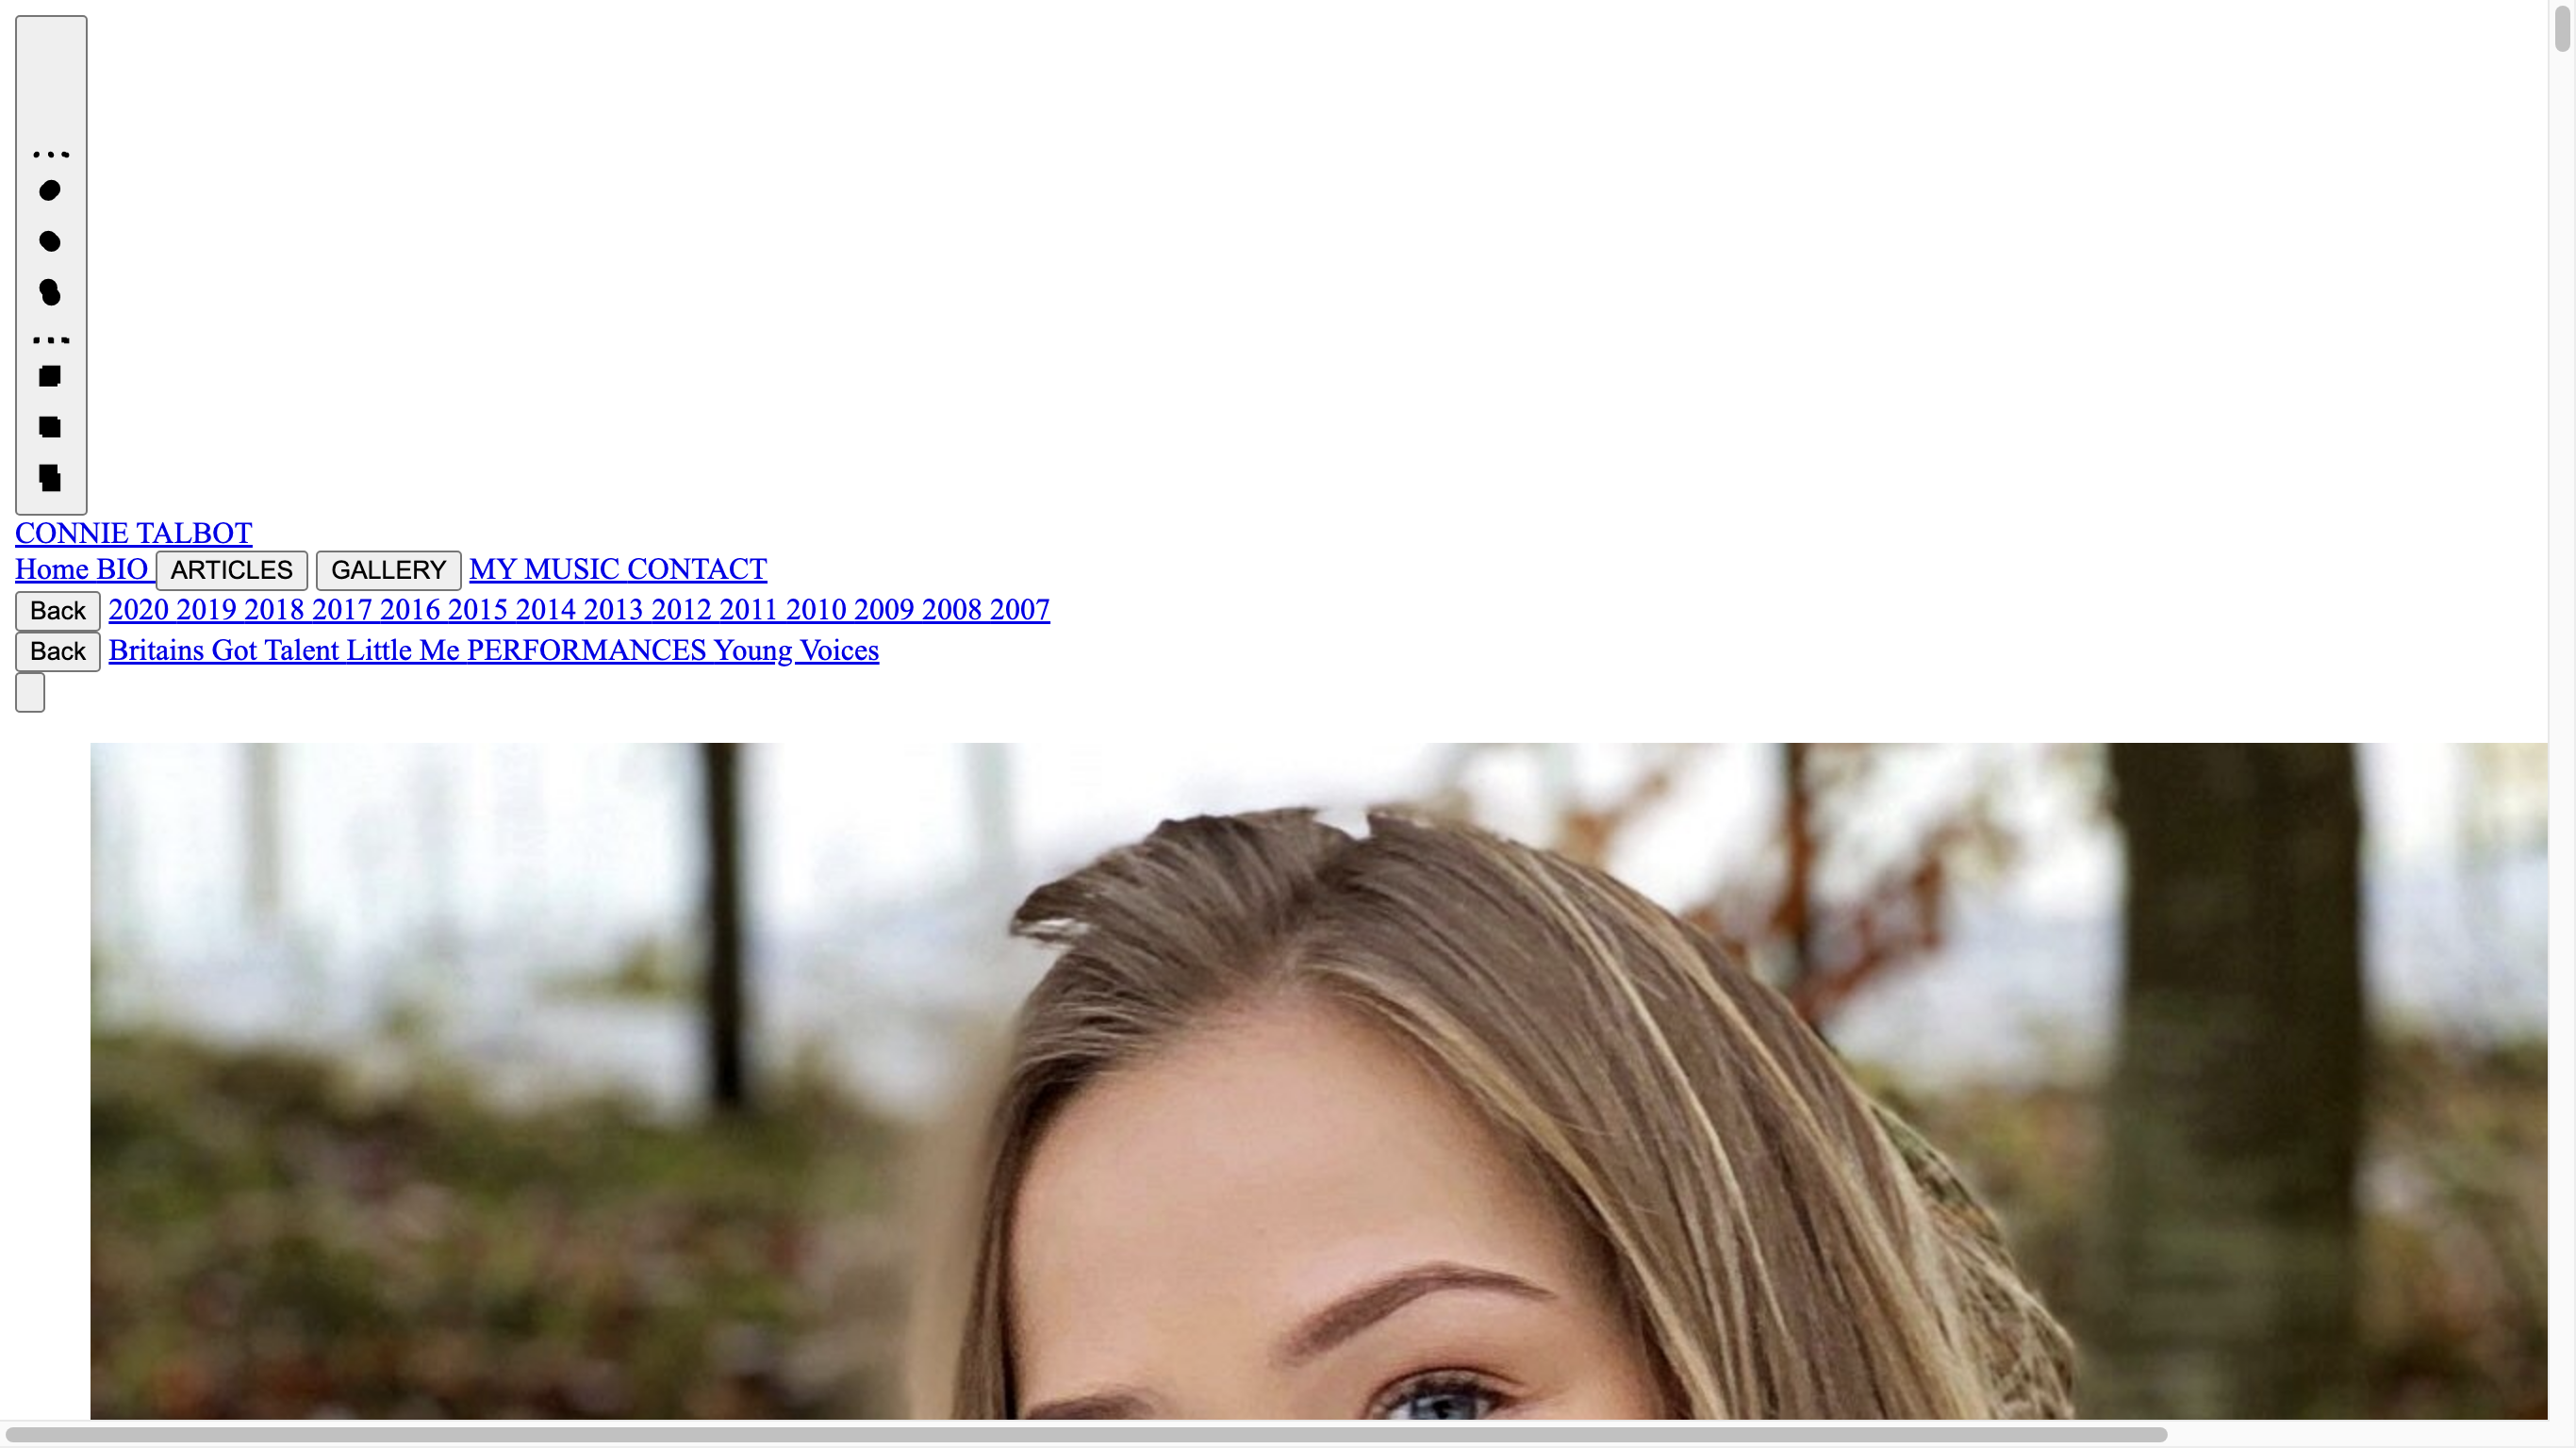 CONNIE TALBOT
Home BIO ARTICLES GALLERY MY MUSIC CONTACT
Back 2020 2019 2018 2017 2016 2015 2014 2013 2012 2011 2010 2009 2008 2007
Back Britains Got Talent Little Me PERFORMANCES Young Voices